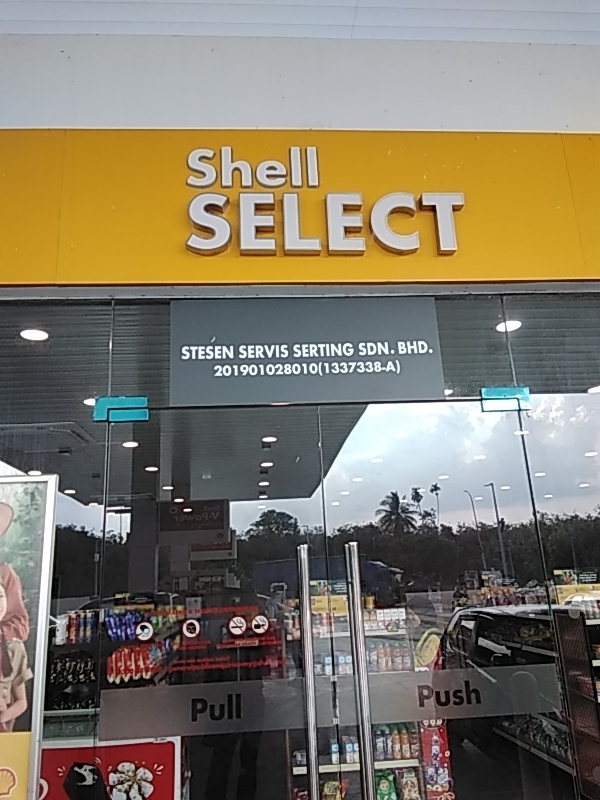 Shell
SELECT
STESEN SERVIS SERTING SDN. BHD.
201901028010(1337338-A)
Pull
Push